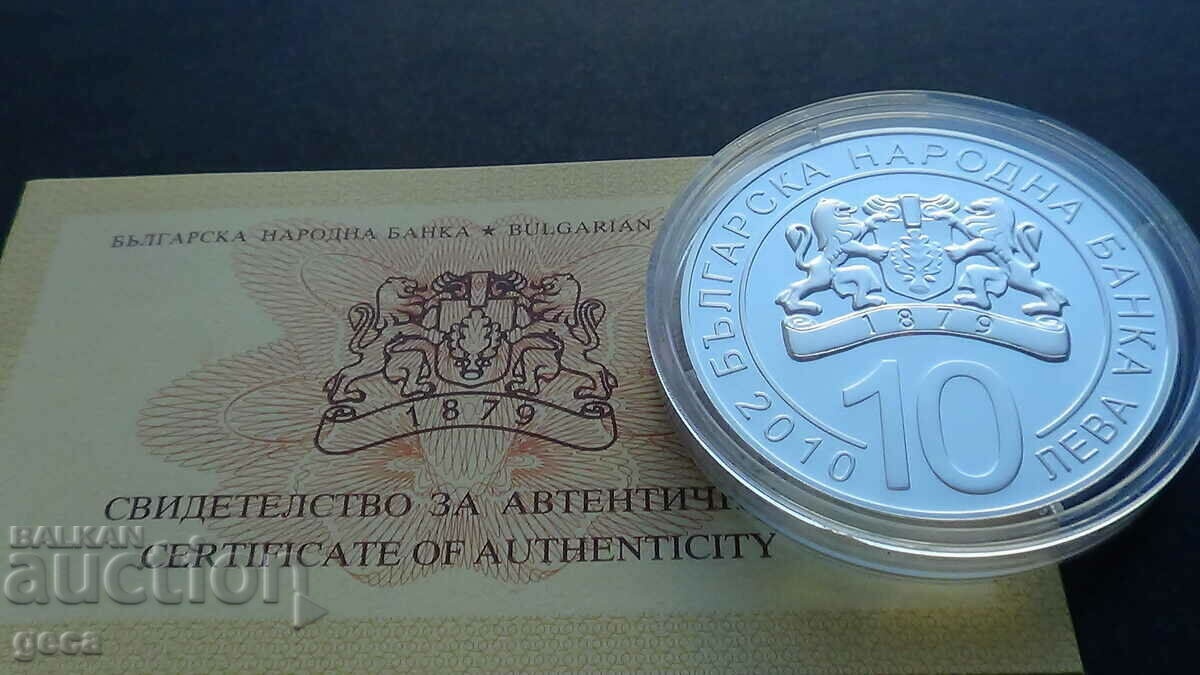 БЪЛГАРСКА НАРОДНА БАНКА ★ BULGARIAN
1879
СВИДЕТЕЛСТВО ЗА
CERTIFICATE OF AUTHENTICITY
БЪЛГАРСКА НАРОДНА БАНКА
1879
10
ЛЕВА
2010
BALKAN
auction
geca